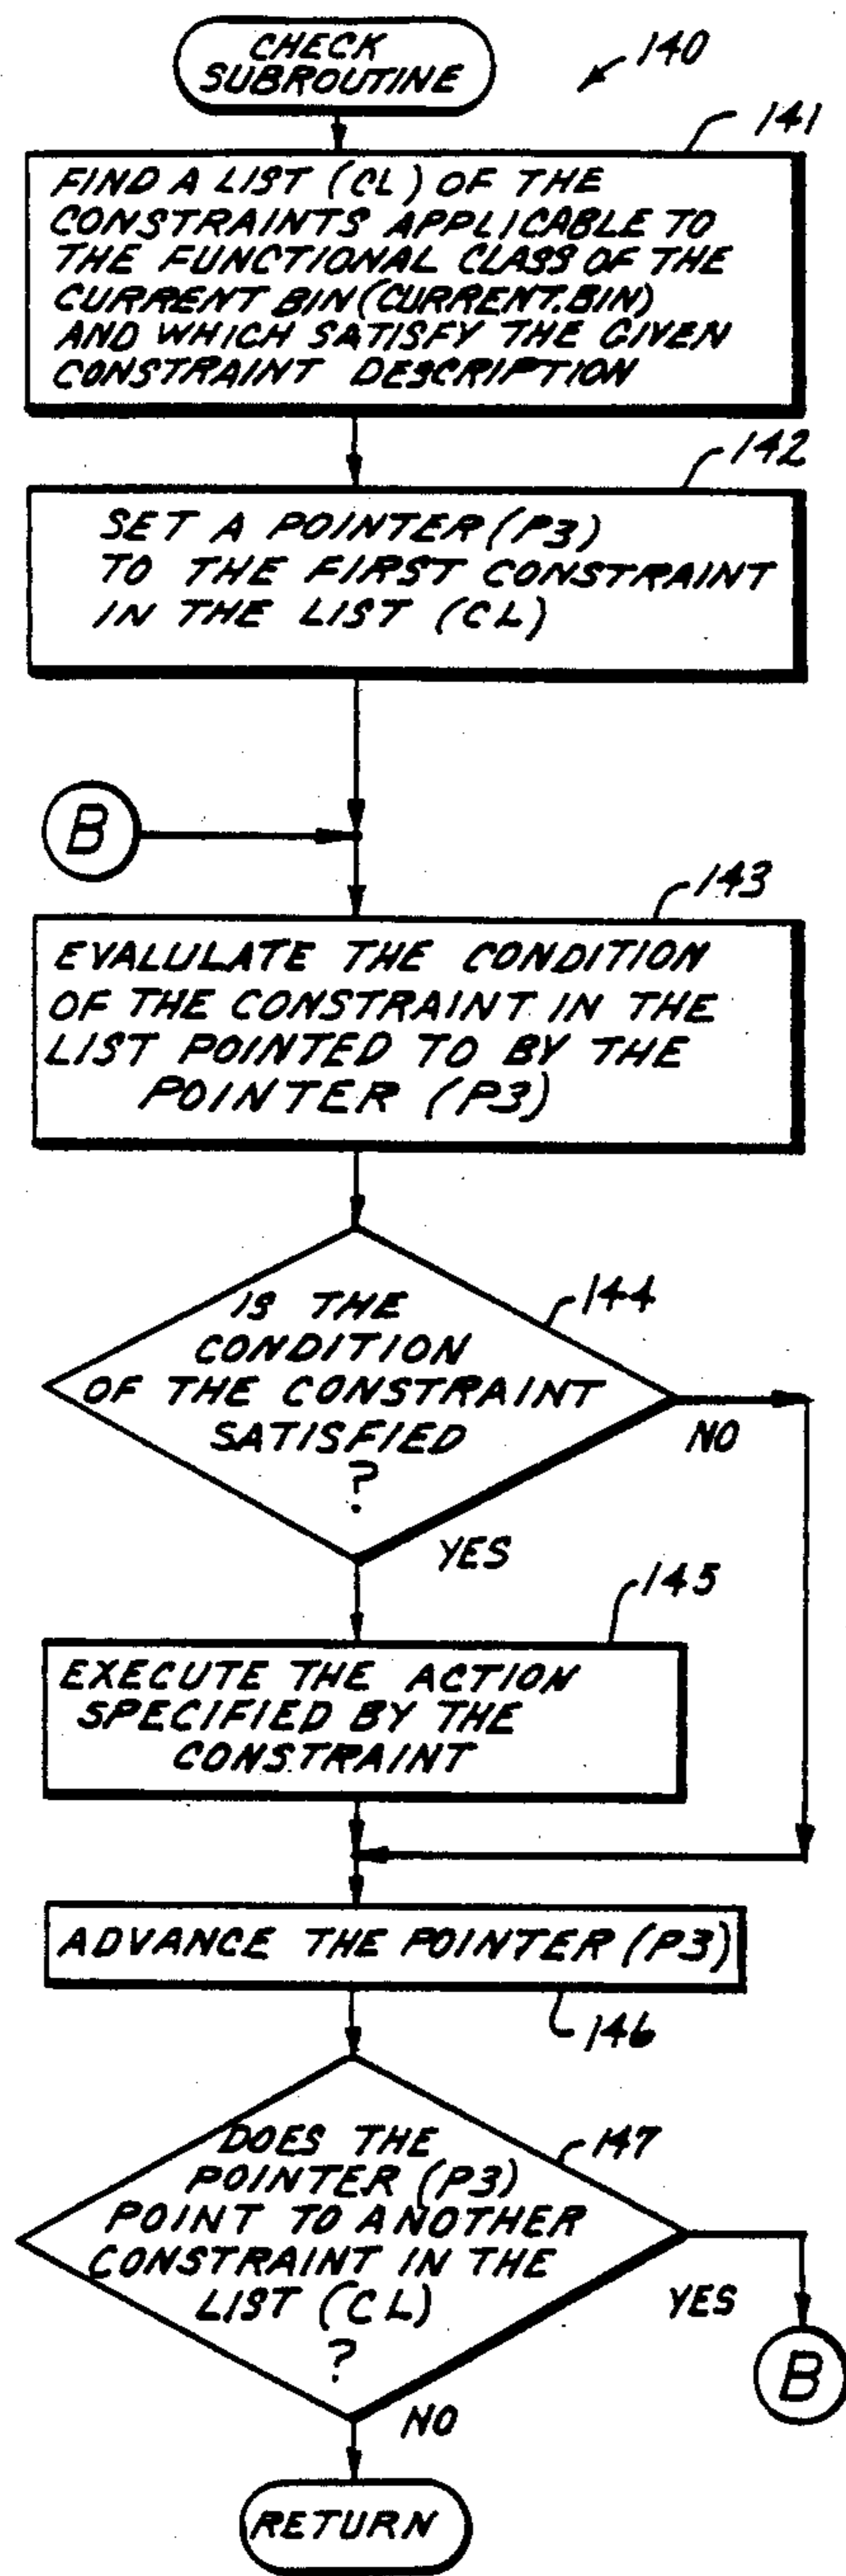 CHECK
SUBROUTINE
140
141
FIND A LIST (CL) OF THE
CONSTRAINTS APPLICABLE TO
THE FUNCTIONAL CLASS OF THE
CURRENT BIN (CURRENT.BIN)
AND WHICH SATISFY THE GIVEN
CONSTRAINT DESCRIPTION
142
SET A POINTER (P3)
TO THE FIRST CONSTRAINT
IN THE LIST (CL)
B
143
EVALULATE THE CONDITION
OF THE CONSTRAINT IN THE
LIST POINTED TO BY THE
POINTER (P3)
144
IS THE
CONDITION
OF THE CONSTRAINT
SATISFIED
?
NO
YES
145
EXECUTE THE ACTION
SPECIFIED BY THE
CONSTRAINT
ADVANCE THE POINTER (P3)
146
147
DOES THE
POINTER (P3)
POINT TO ANOTHER
CONSTRAINT IN THE
LIST (CL)
?
YES
B
NO
RETURN